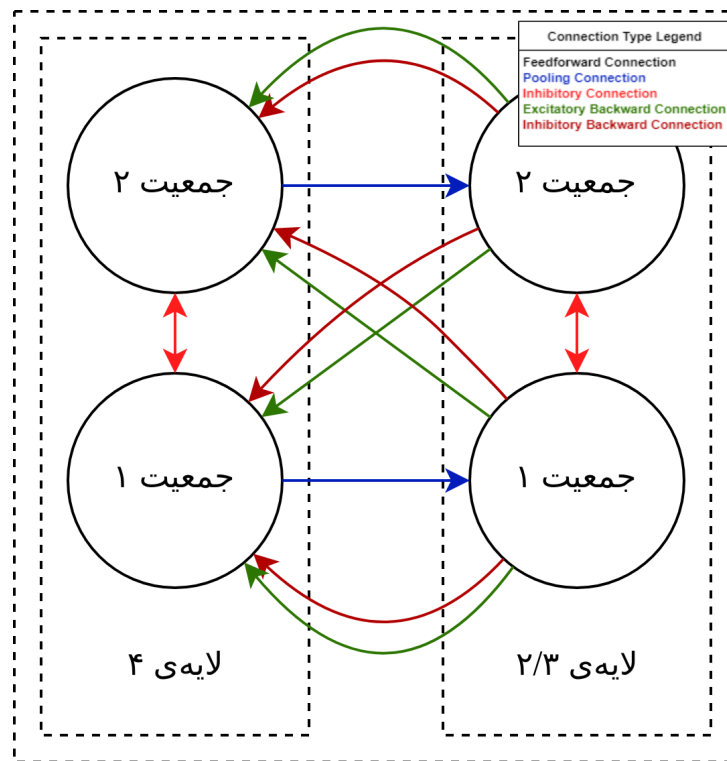 Connection Type Legend
Feedforward Connection
Pooling Connection
Inhibitory Connection
Excitatory Backward Connection
Inhibitory Backward Connection
جمعیت ۲
جمعیت ۲
جمعیت ۱
جمعیت ۱
لایه‌ی ۴
لایه‌ی ۲/۳